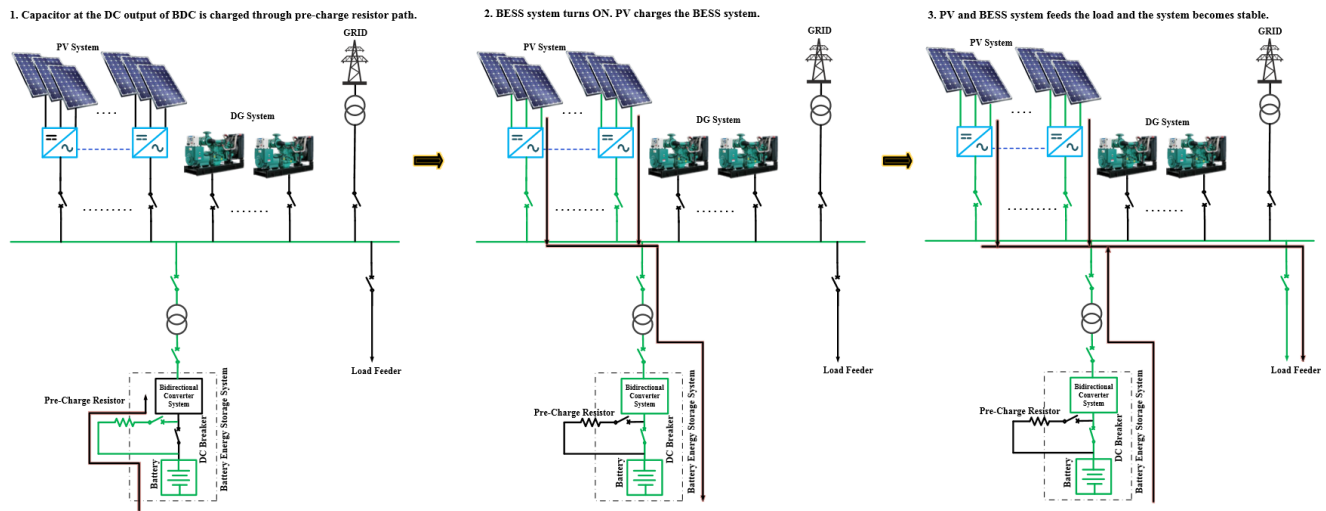 1. Capacitor at the DC output of BDC is charged through pre-charge resistor path.
GRID
PV System
DG System
Load Feeder
Bidirectional
Converter
System
Pre-Charge Resistor
DC Breaker
Battery
Battery Energy Storage System
2. BESS system turns ON. PV charges the BESS system.
GRID
PV System
DG System
Load Feeder
Bidirectional
Converter
System
Pre-Charge Resistor
DC Breaker
Battery
Battery Energy Storage System
3. PV and BESS system feeds the load and the system becomes stable.
GRID
PV System
DG System
Load Feeder
Bidirectional
Converter
System
Pre-Charge Resistor
DC Breaker
Battery
Battery Energy Storage System